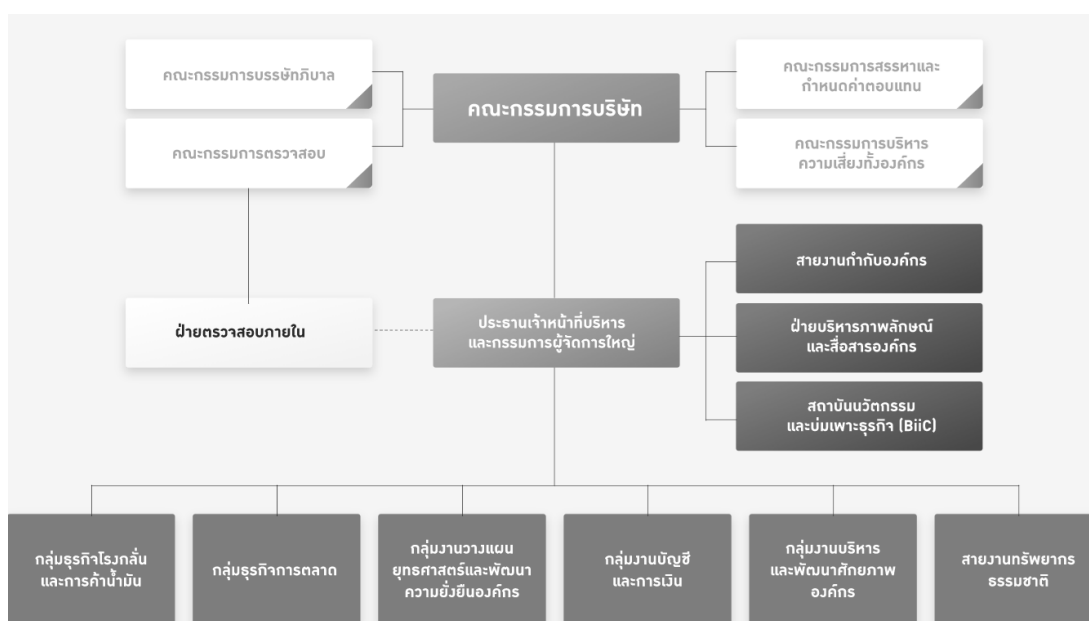 คณะกรรมการบรรษัทภิบาล
คณะกรรมการตรวจสอบ
คณะกรรมการบริษัท
คณะกรรมการสรรหาและ
กำหนดค่าตอบแทน
คณะกรรมการบริหาร
ความเสี่ยงทั้งองค์กร
สายงานกำกับองค์กร
ฝ่ายตรวจสอบภายใน
ประธานเจ้าหน้าที่บริหาร
และกรรมการผู้จัดการใหญ่
ฝ่ายบริหารภาพลักษณ์
และสื่อสารองค์กร
สถาบันนวัตกรรม
และบ่มเพาะธุรกิจ (BiiC)
กลุ่มธุรกิจโรงกลั่น
และการค้าน้ำมัน
กลุ่มธุรกิจการตลาด
กลุ่มงานวางแผน
ยุทธศาสตร์และพัฒนา
ความยั่งยืนองค์กร
กลุ่มงานบัญชี
และการเงิน
กลุ่มงานบริหาร
และพัฒนาศักยภาพ
องค์กร
สายงานทรัพยากร
ธรรมชาติ